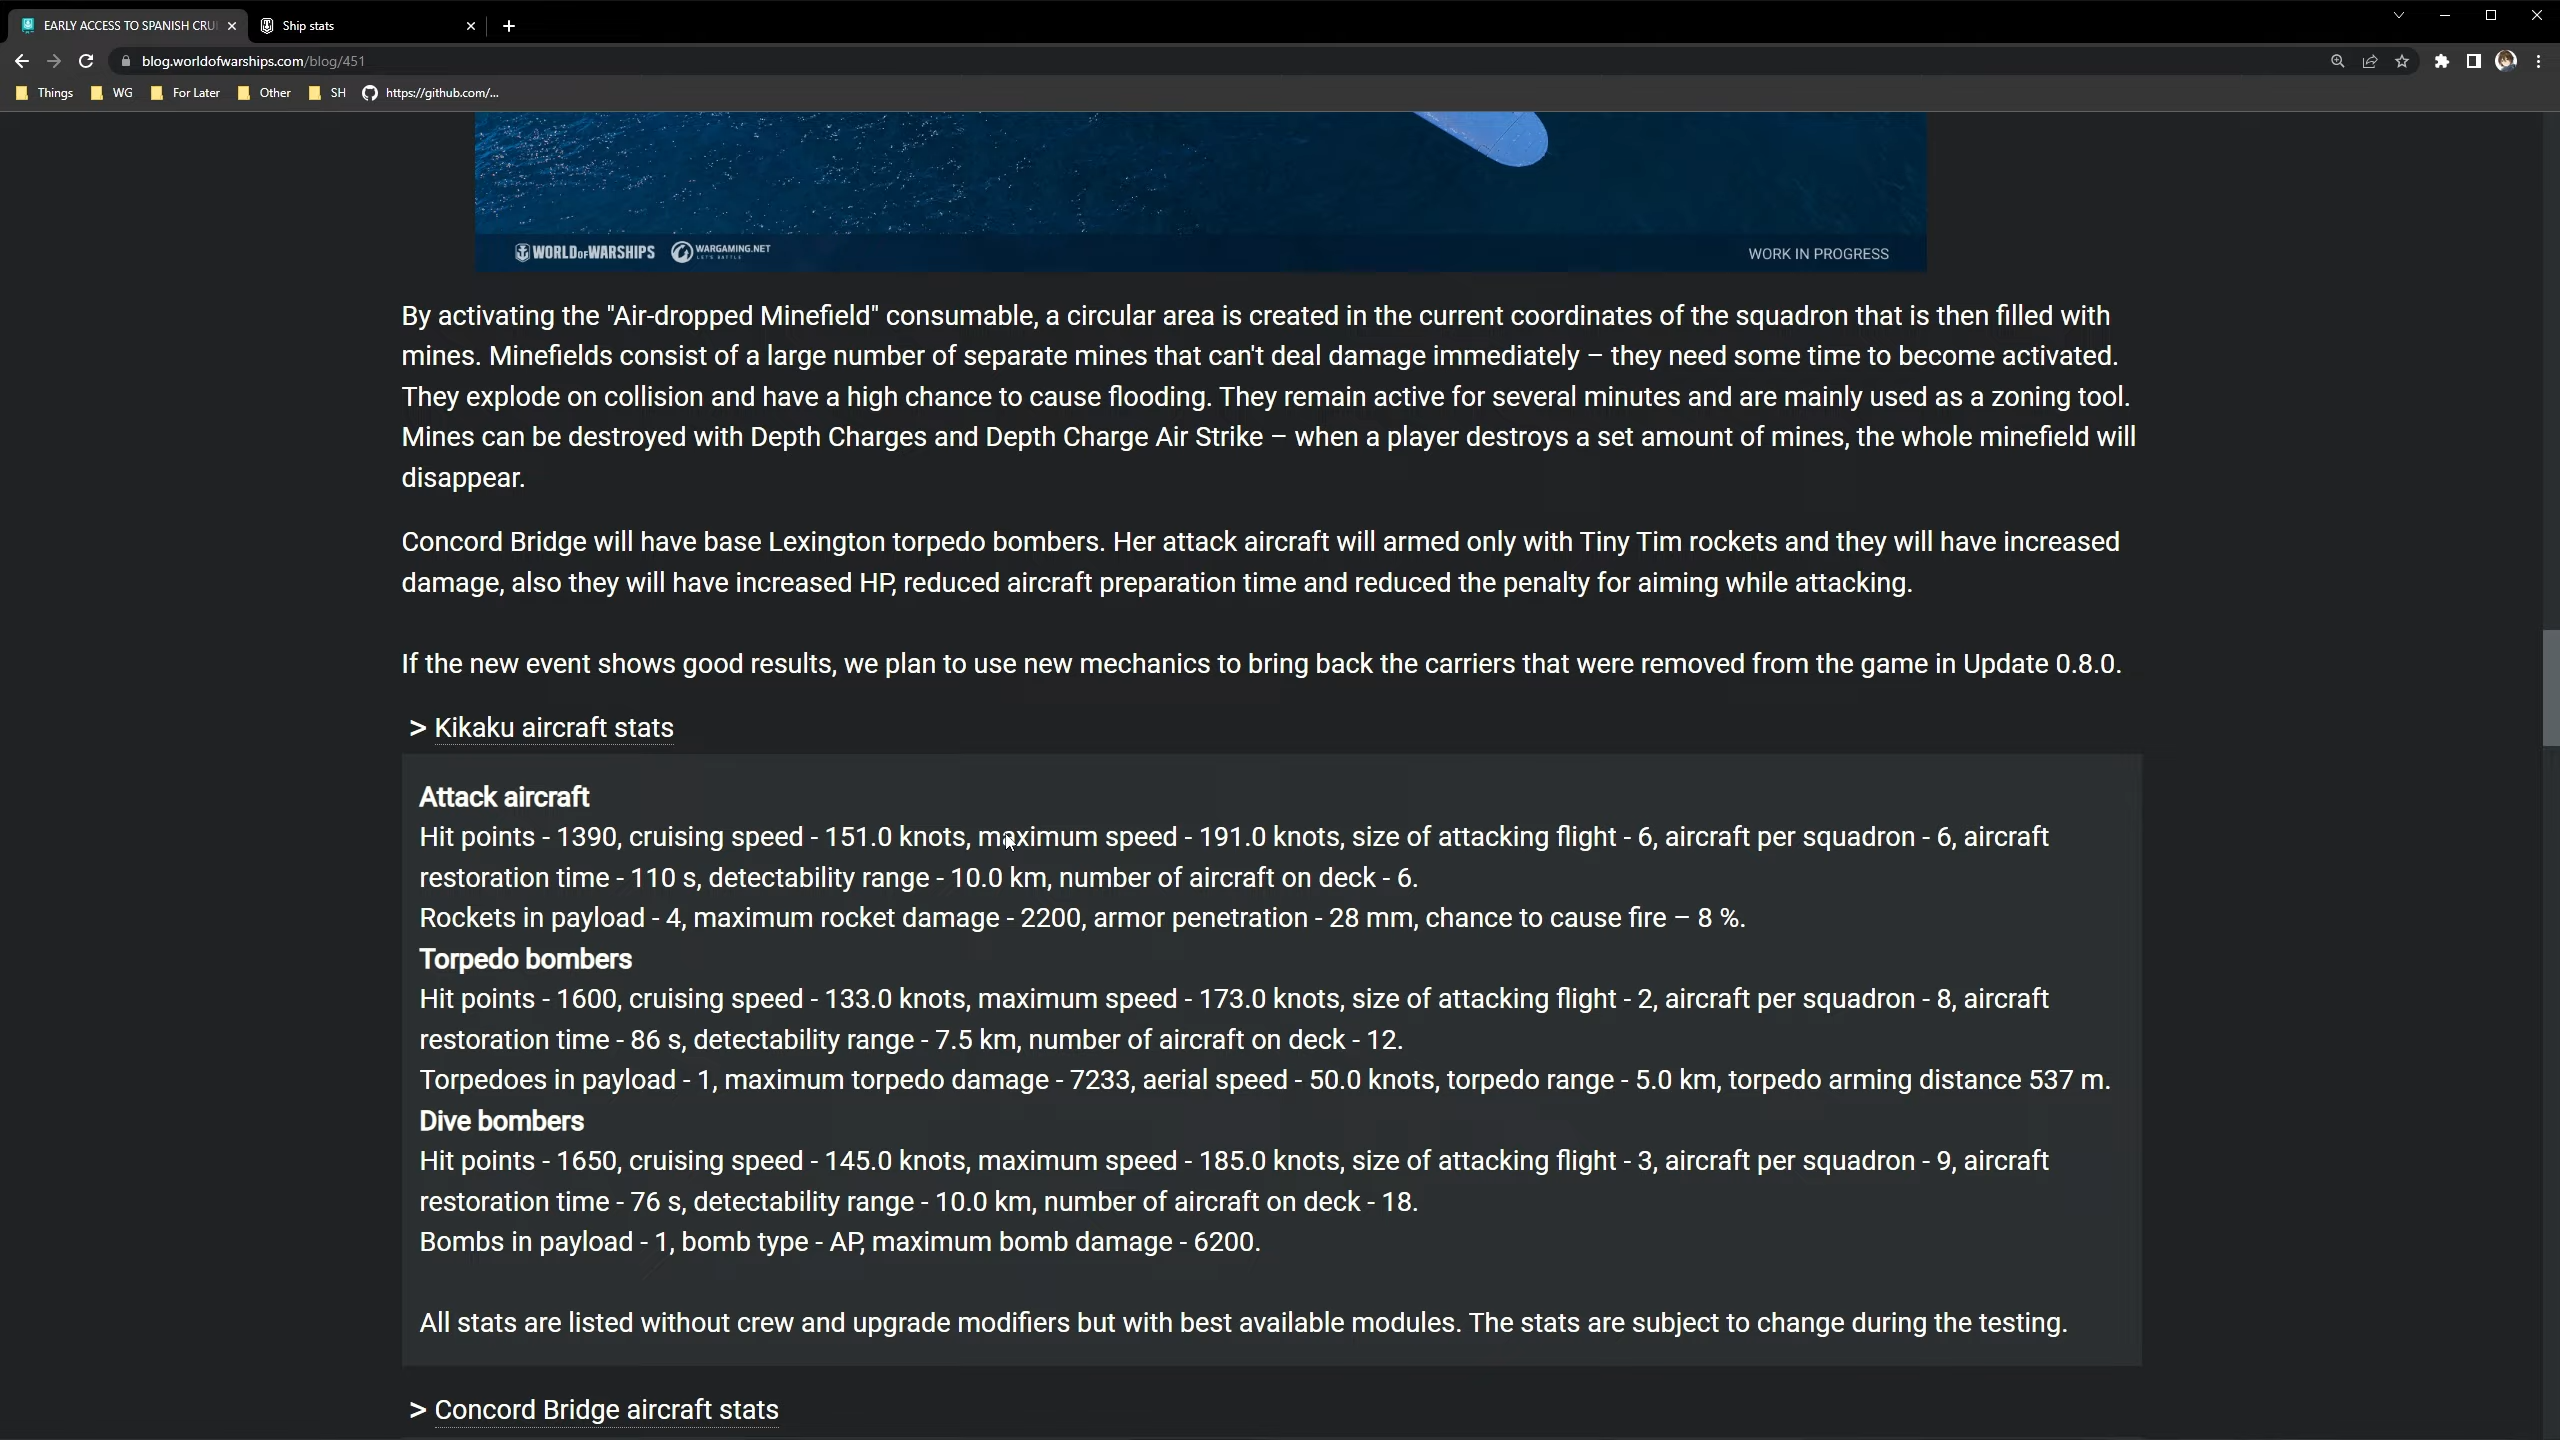 EARLY ACCESS TO SPANISH CRU
Ship stats
blog.worldofwarships.com/blog/451
Things
WG
For Later
Other
SH
https://github.com/...
WORLD OF WARSHIPS
WARGAMING.NET
LET'S BATTLE
WORK IN PROGRESS
By activating the "Air-dropped Minefield" consumable, a circular area is created in the current coordinates of the squadron that is then filled with
mines. Minefields consist of a large number of separate mines that can't deal damage immediately – they need some time to become activated.
They explode on collision and have a high chance to cause flooding. They remain active for several minutes and are mainly used as a zoning tool.
Mines can be destroyed with Depth Charges and Depth Charge Air Strike – when a player destroys a set amount of mines, the whole minefield will
disappear.
Concord Bridge will have base Lexington torpedo bombers. Her attack aircraft will armed only with Tiny Tim rockets and they will have increased
damage, also they will have increased HP, reduced aircraft preparation time and reduced the penalty for aiming while attacking.
If the new event shows good results, we plan to use new mechanics to bring back the carriers that were removed from the game in Update 0.8.0.
> Kikaku aircraft stats
Attack aircraft
Hit points - 1390, cruising speed - 151.0 knots, maximum speed - 191.0 knots, size of attacking flight - 6, aircraft per squadron - 6, aircraft
restoration time - 110 s, detectability range - 10.0 km, number of aircraft on deck - 6.
Rockets in payload - 4, maximum rocket damage - 2200, armor penetration - 28 mm, chance to cause fire – 8 %.
Torpedo bombers
Hit points - 1600, cruising speed - 133.0 knots, maximum speed - 173.0 knots, size of attacking flight - 2, aircraft per squadron - 8, aircraft
restoration time - 86 s, detectability range - 7.5 km, number of aircraft on deck - 12.
Torpedoes in payload - 1, maximum torpedo damage - 7233, aerial speed - 50.0 knots, torpedo range - 5.0 km, torpedo arming distance 537 m.
Dive bombers
Hit points - 1650, cruising speed - 145.0 knots, maximum speed - 185.0 knots, size of attacking flight - 3, aircraft per squadron - 9, aircraft
restoration time - 76 s, detectability range - 10.0 km, number of aircraft on deck - 18.
Bombs in payload - 1, bomb type - AP, maximum bomb damage - 6200.
All stats are listed without crew and upgrade modifiers but with best available modules. The stats are subject to change during the testing.
> Concord Bridge aircraft stats